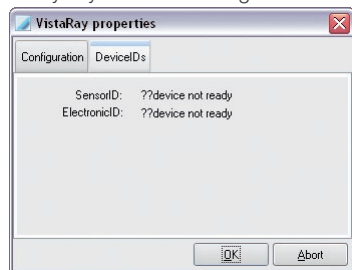 VistaRay properties
Configuration DeviceIDs
SensorID: ??device not ready
ElectronicID: ??device not ready
OK Abort